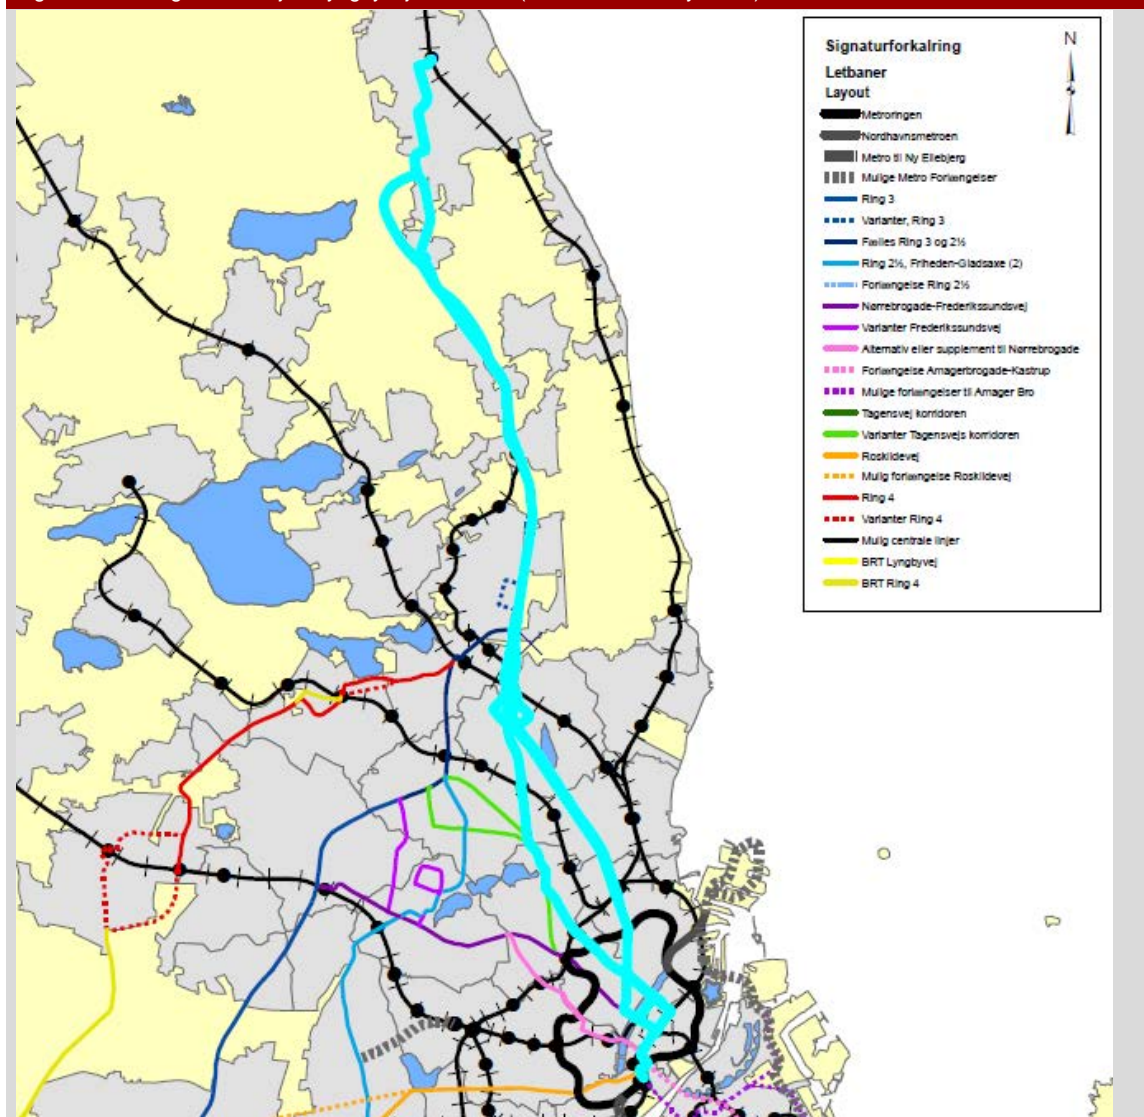 Signaturforkalring
N
Letbaner
Layout
Metroringen
Nordhavnsmetroen
Metro til Ny Ellebjerg
Mulige Metro Forlængelser
Ring 3
Varianter, Ring 3
Fælles Ring 3 og 2½
Ring 2½, Friheden-Gladsaxe (2)
Forlængelse Ring 2½
Nørrebrogade-Frederikssundsvej
Varianter Frederikssundsvej
Alternativ eller supplement til Nørrebrogade
Forlængelse Amagerbrogade-Kastrup
Mulige forlængelser til Amager Bro
Tagensvej korridoren
Varianter Tagensvejs korridoren
Roskildevej
Mulig forlængelse Roskildevej
Ring 4
Varianter Ring 4
Mulig centrale linjer
BRT Lyngbyvej
BRT Ring 4